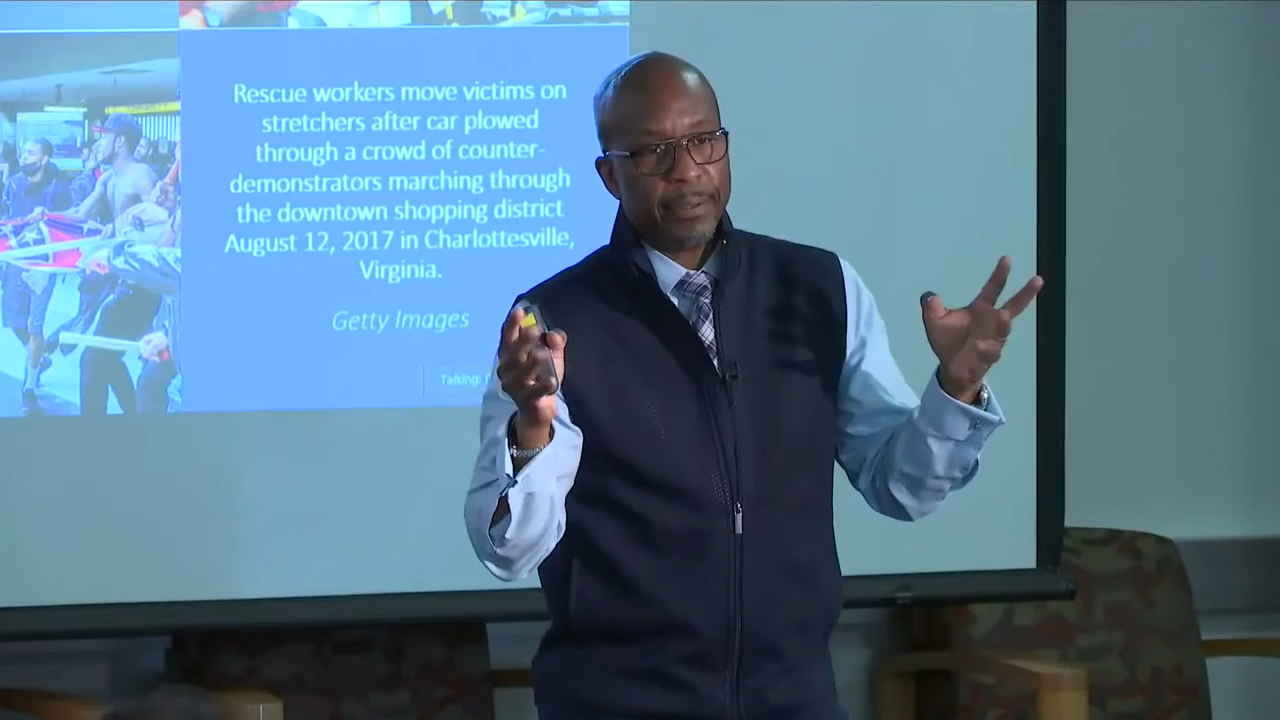 Rescue workers move victims on
stretchers after car plowed
through a crowd of counter-
demonstrators marching through
the downtown shopping district
August 12, 2017 in Charlottesville,
Virginia.
Getty Images
Talking: